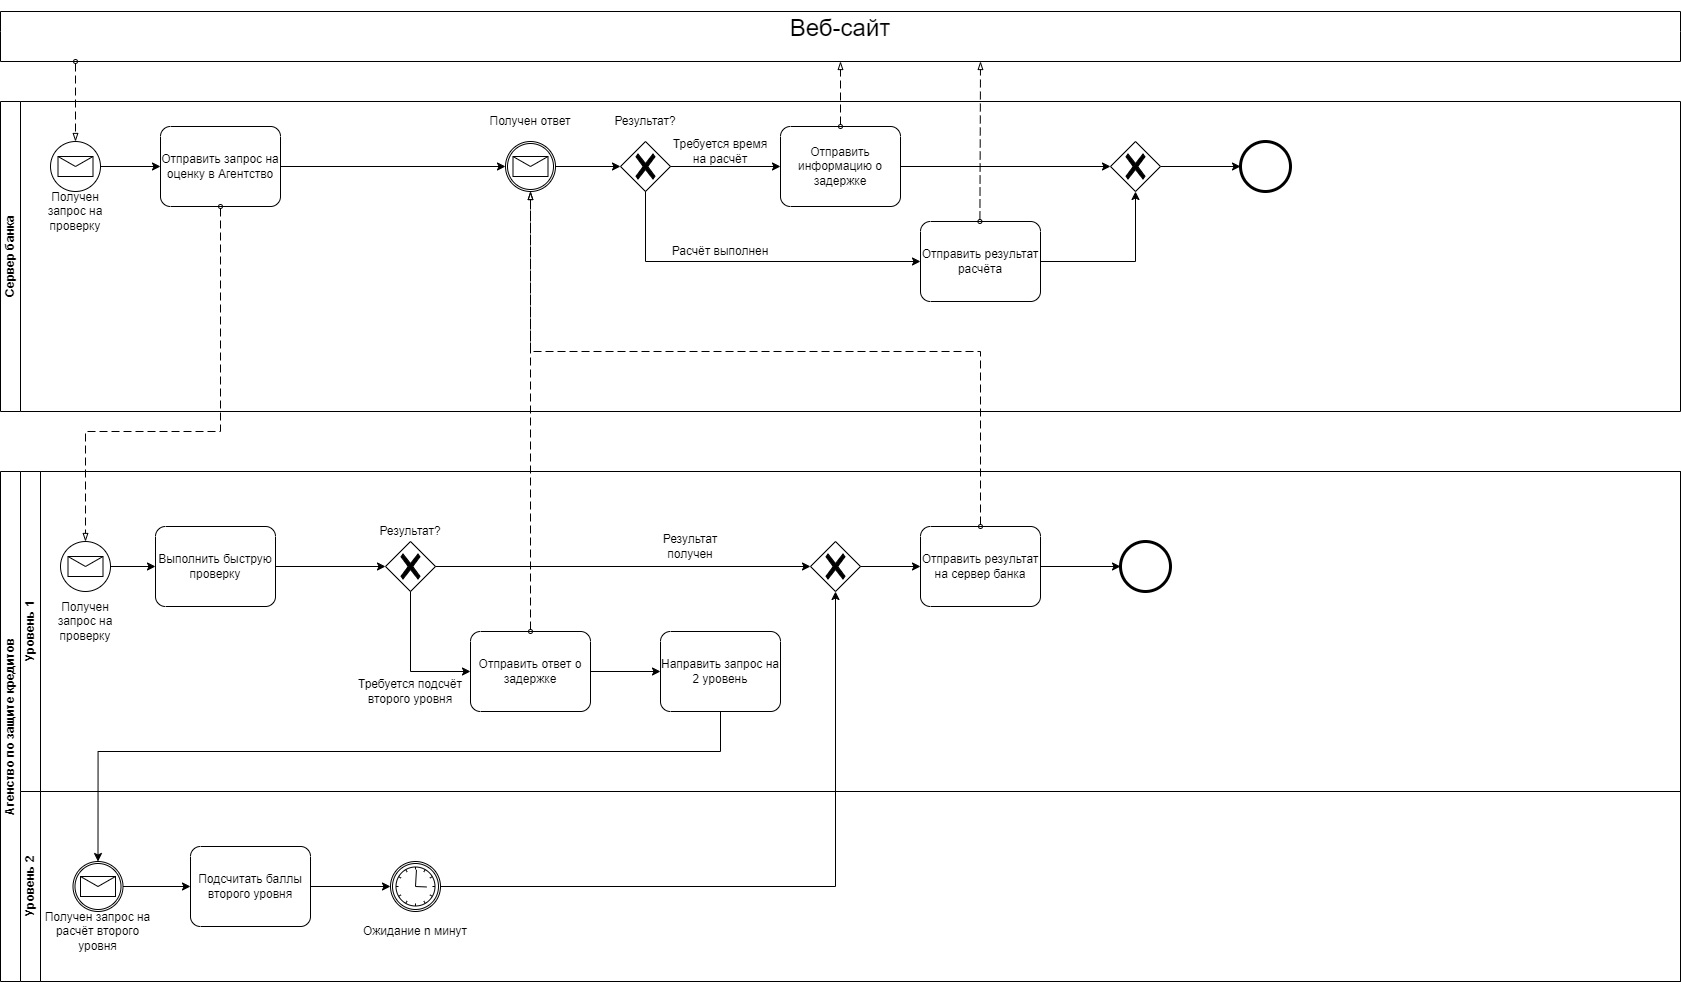 Веб-сайт
Сервер банка
Получен
запрос на
проверку
Отправить запрос на
оценку в Агентство
Получен ответ
Результат?
Требуется время
на расчёт
Отправить
информацию о
задержке
Расчёт выполнен
Отправить результат
расчёта
Агенство по защите кредитов
Уровень 1
Получен
запрос на
проверку
Выполнить быструю
проверку
Результат?
Результат
получен
Отправить результат
на сервер банка
Требуется подсчёт
второго уровня
Отправить ответ о
задержке
Направить запрос на
2 уровень
Уровень 2
Получен запрос на
расчёт второго
уровня
Подсчитать баллы
второго уровня
Ожидание n минут